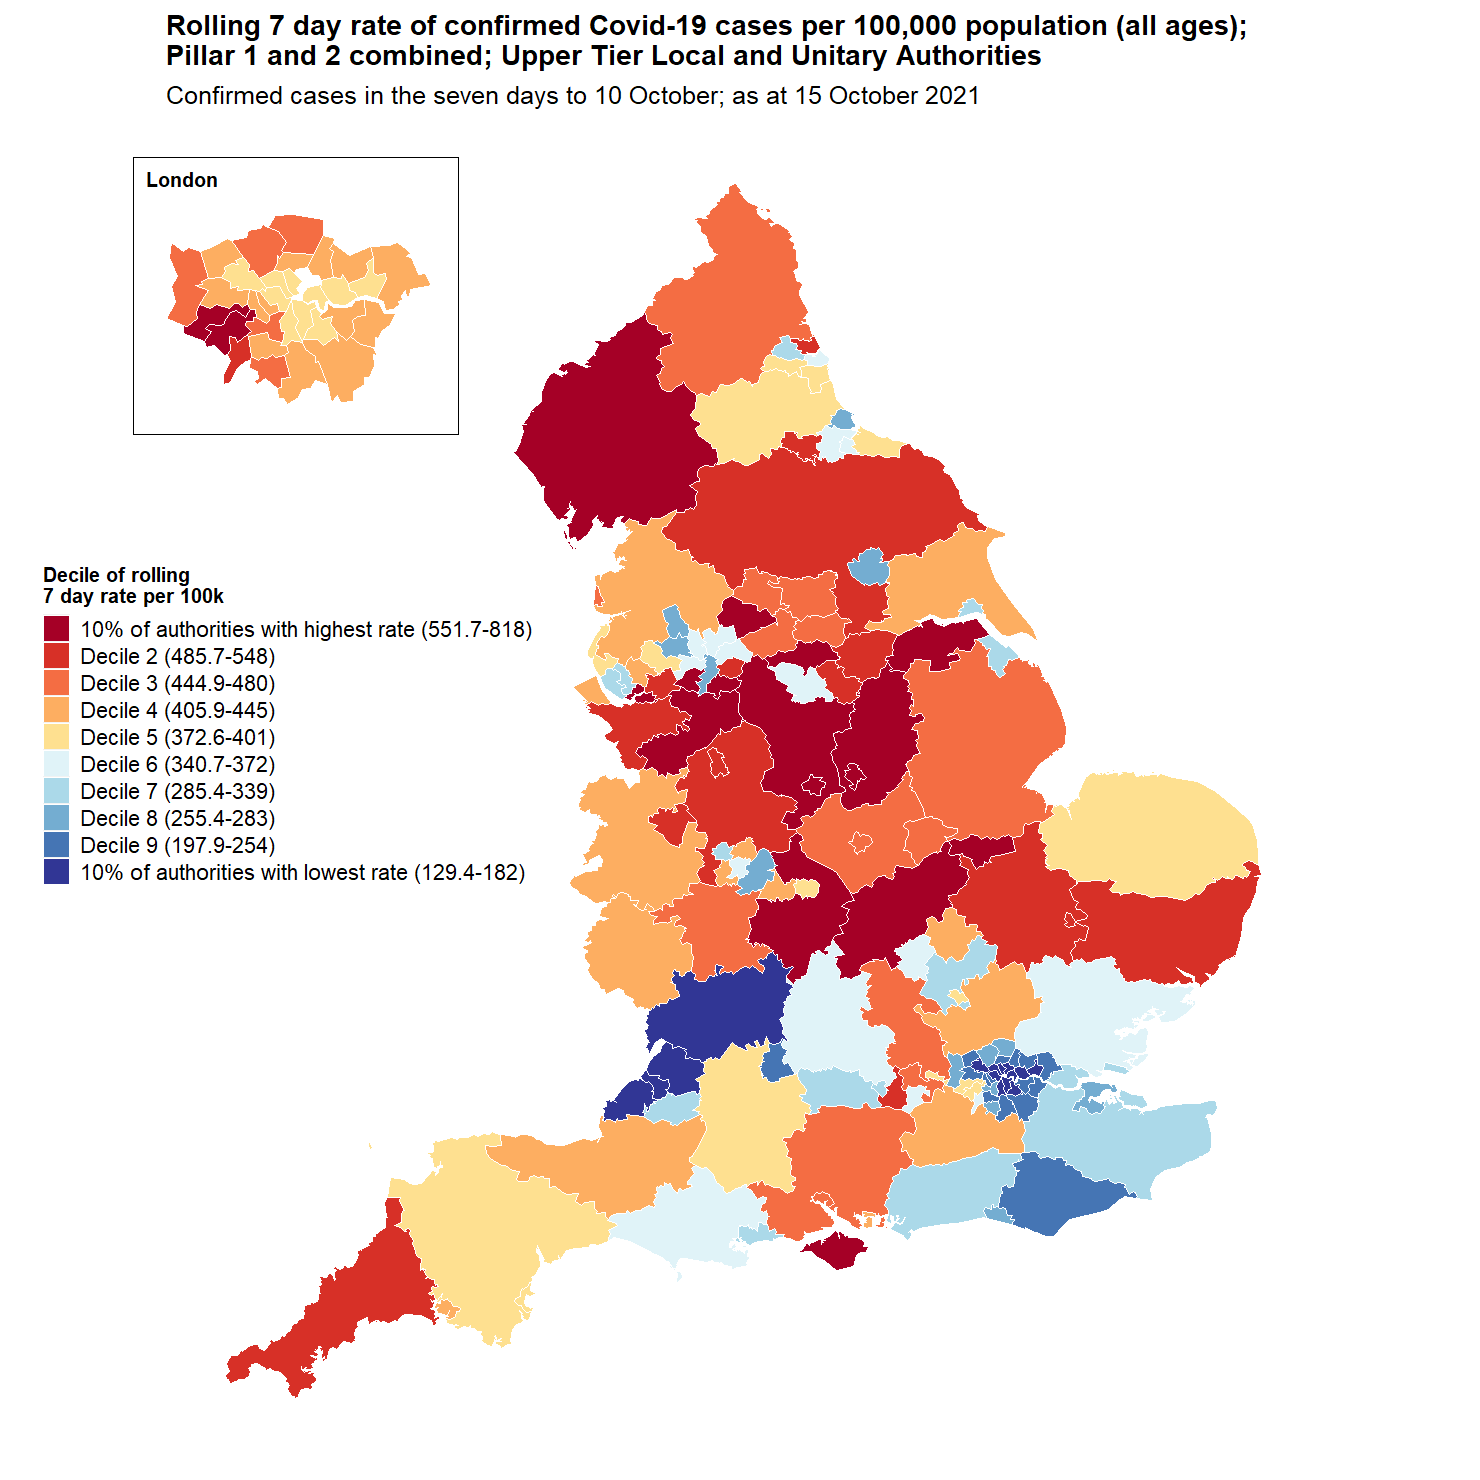 Rolling 7 day rate of confirmed Covid-19 cases per 100,000 population (all ages);
Pillar 1 and 2 combined; Upper Tier Local and Unitary Authorities
Confirmed cases in the seven days to 10 October; as at 15 October 2021
London
Decile of rolling
7 day rate per 100k
10% of authorities with highest rate (551.7-818)
Decile 2 (485.7-548)
Decile 3 (444.9-480)
Decile 4 (405.9-445)
Decile 5 (372.6-401)
Decile 6 (340.7-372)
Decile 7 (285.4-339)
Decile 8 (255.4-283)
Decile 9 (197.9-254)
10% of authorities with lowest rate (129.4-182)